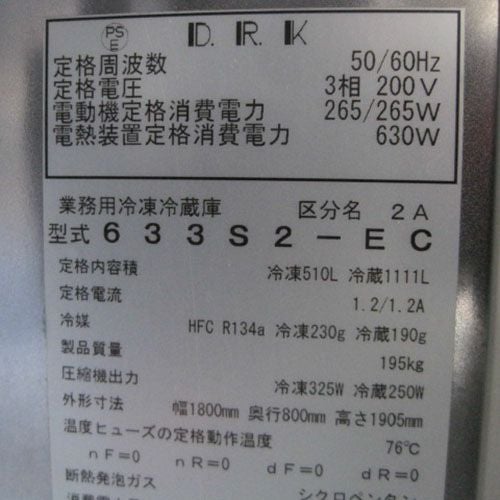 PS
E
D.R.K
定格周波数 50/60Hz
定格電圧 3相 200V
電動機定格消費電力 265/265W
電熱装置定格消費電力 630W
業務用冷凍冷蔵庫 区分名 2A
型式 633S2-EC
定格内容積 冷凍510L 冷蔵1111L
定格電流 1.2/1.2A
冷媒 HFC R134a 冷凍230g 冷蔵190g
製品質量 195kg
圧縮機出力 冷凍325W 冷蔵250W
外形寸法 幅1800mm 奥行800mm 高さ1905mm
温度ヒューズの定格動作温度 76℃
nF=0 nR=0 dF=0 dR=0
断熱発泡ガス シクロペンタン